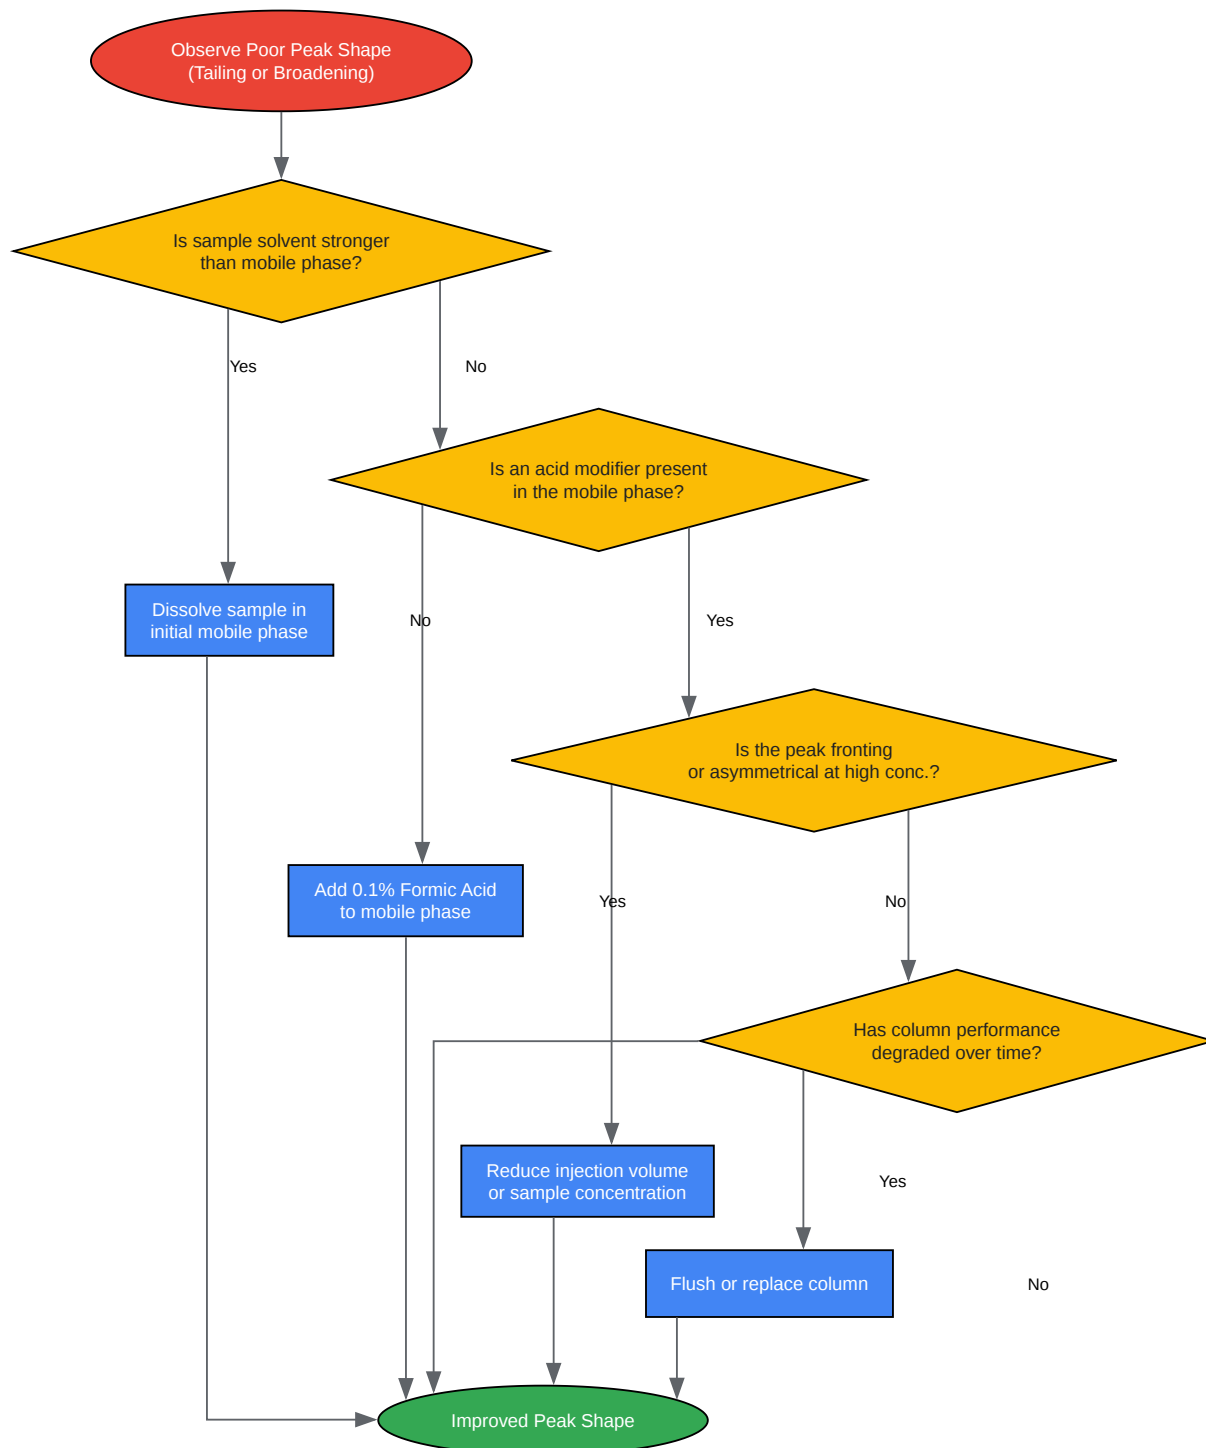 Observe Poor Peak Shape
(Tailing or Broadening)
Is sample solvent stronger
than mobile phase?
Yes
No
Is an acid modifier present
in the mobile phase?
Dissolve sample in
initial mobile phase
No
Yes
Is the peak fronting
or asymmetrical at high conc.?
Add 0.1% Formic Acid
to mobile phase
Yes
No
Has column performance
degraded over time?
Reduce injection volume
or sample concentration
Yes
Flush or replace column
No
Improved Peak Shape